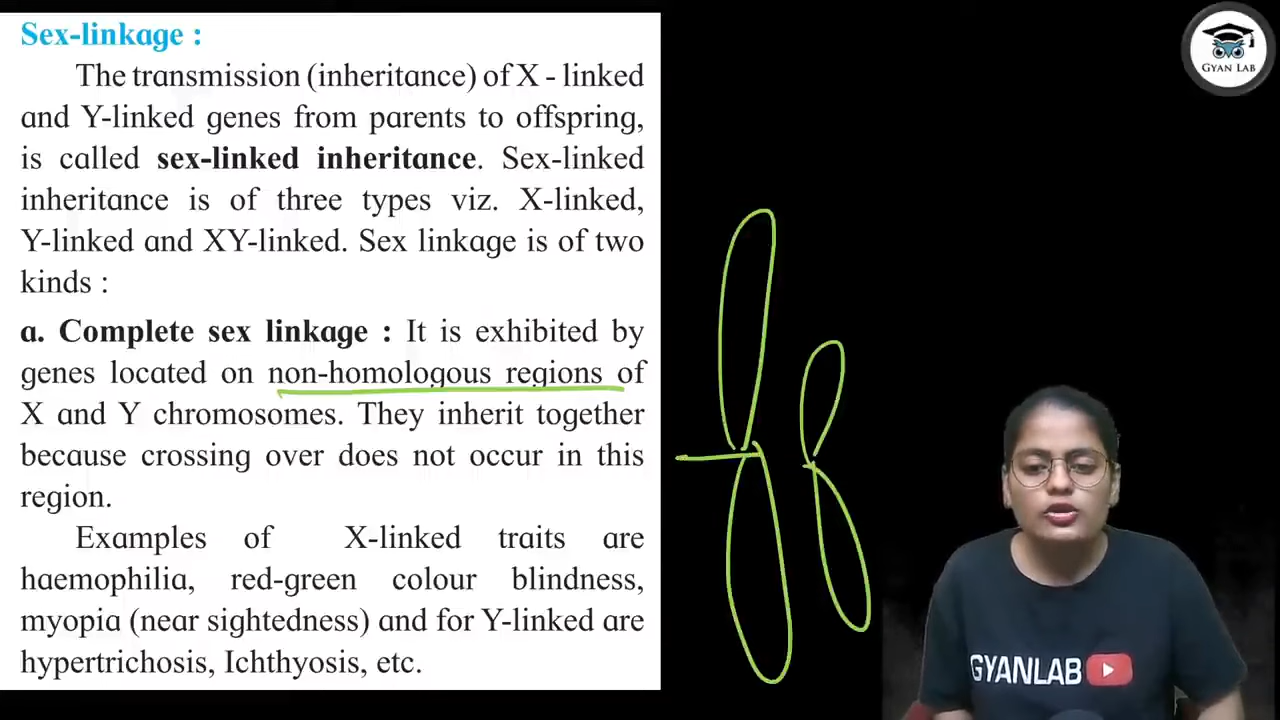 Sex-linkage :
The transmission (inheritance) of X - linked
and Y-linked genes from parents to offspring,
is called sex-linked inheritance. Sex-linked
inheritance is of three types viz. X-linked,
Y-linked and XY-linked. Sex linkage is of two
kinds :
a. Complete sex linkage : It is exhibited by
genes located on non-homologous regions of
X and Y chromosomes. They inherit together
because crossing over does not occur in this
region.
Examples of X-linked traits are
haemophilia, red-green colour blindness,
myopia (near sightedness) and for Y-linked are
hypertrichosis, Ichthyosis, etc.
GYAN LAB
GYANLAB